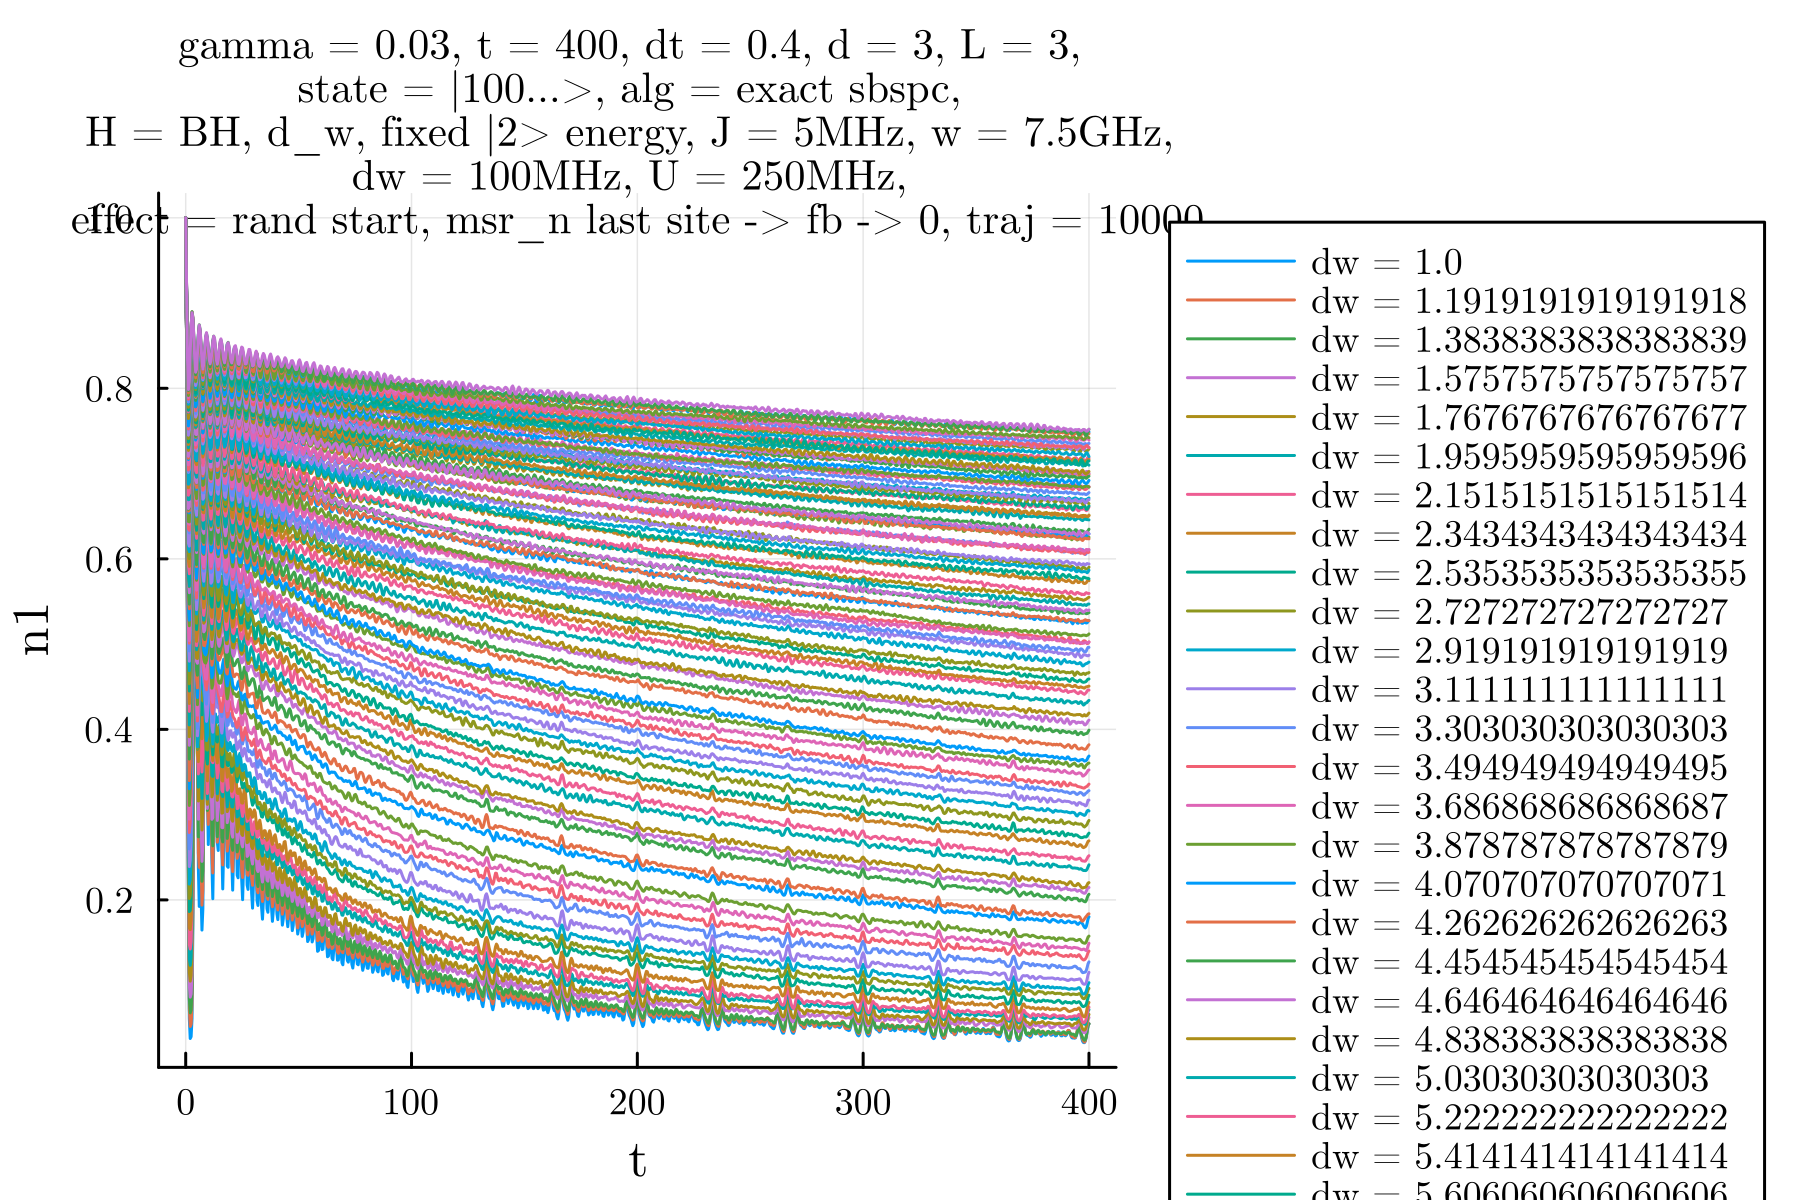 gamma = 0.03, t = 400, dt = 0.4, d = 3, L = 3,
state = |100...>, alg = exact sbspc,
H = BH, d_w, fixed |2> energy, J = 5MHz, w = 7.5GHz,
dw = 100MHz, U = 250MHz,
effect = rand start, msr_n last site -> fb -> 0, traj = 10000
1.0
0.8
0.6
0.4
0.2
n1
0 100 200 300 400
t
dw = 1.0
dw = 1.1919191919191918
dw = 1.3838383838383839
dw = 1.5757575757575757
dw = 1.7676767676767677
dw = 1.9595959595959596
dw = 2.1515151515151514
dw = 2.3434343434343434
dw = 2.5353535353535355
dw = 2.727272727272727
dw = 2.919191919191919
dw = 3.111111111111111
dw = 3.303030303030303
dw = 3.494949494949495
dw = 3.686868686868687
dw = 3.878787878787879
dw = 4.070707070707071
dw = 4.262626262626263
dw = 4.454545454545454
dw = 4.646464646464646
dw = 4.838383838383838
dw = 5.03030303030303
dw = 5.222222222222222
dw = 5.414141414141414
dw = 5.606060606060606